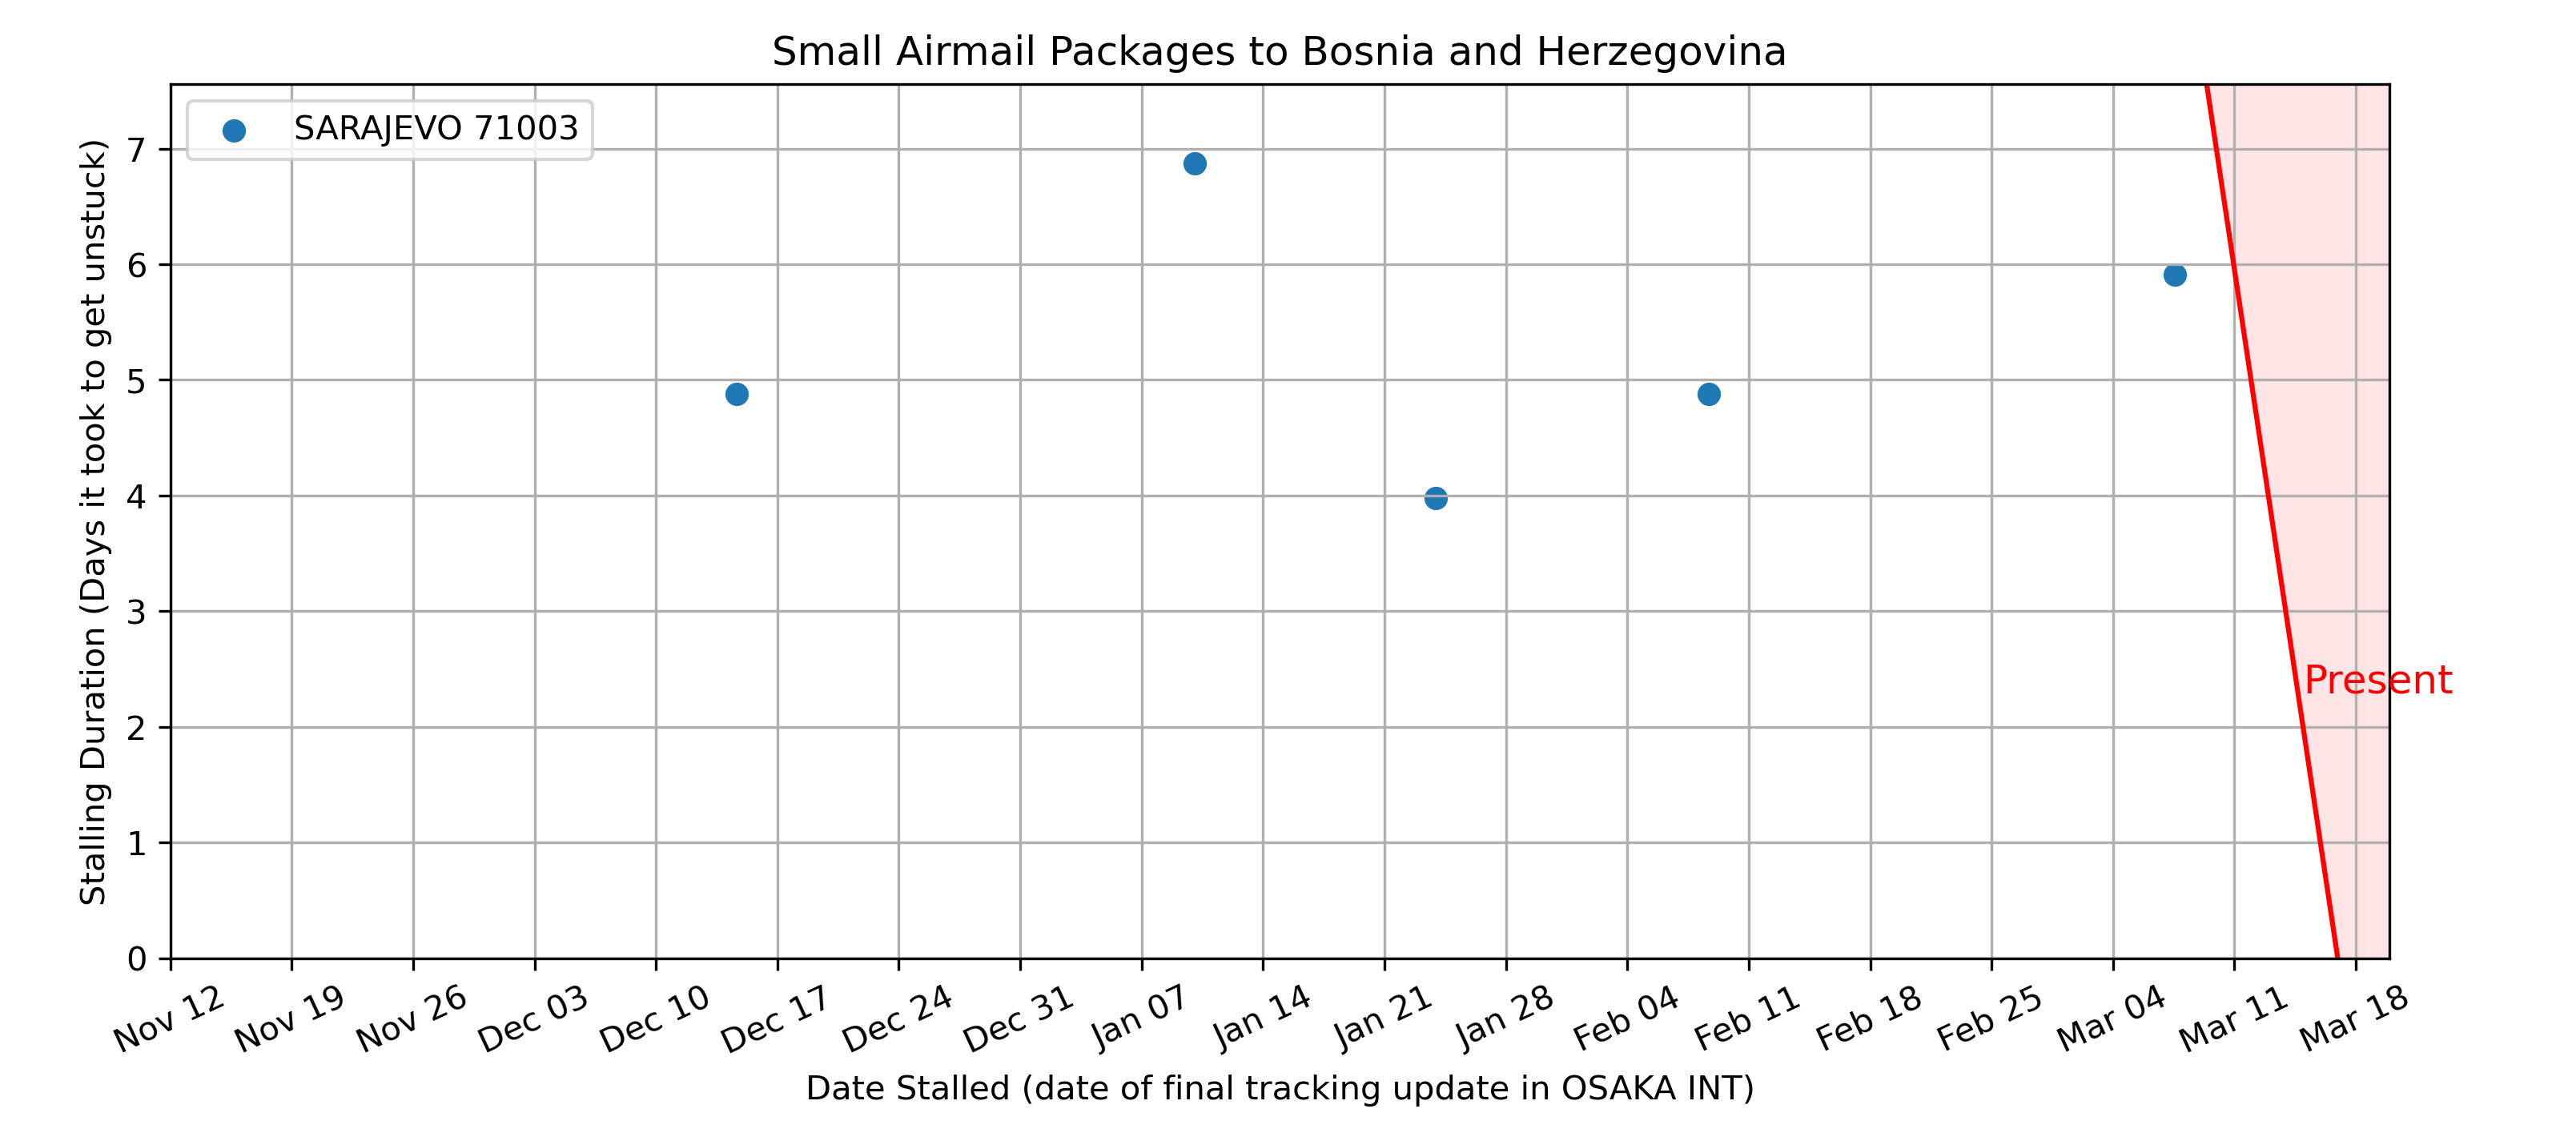 Small Airmail Packages to Bosnia and Herzegovina
SARAJEVO 71003
Stalling Duration (Days it took to get unstuck)
7
6
5
4
3
2
1
0
Present
Nov 12
Nov 19
Nov 26
Dec 03
Dec 10
Dec 17
Dec 24
Dec 31
Jan 07
Jan 14
Jan 21
Jan 28
Feb 04
Feb 11
Feb 18
Feb 25
Mar 04
Mar 11
Mar 18
Date Stalled (date of final tracking update in OSAKA INT)